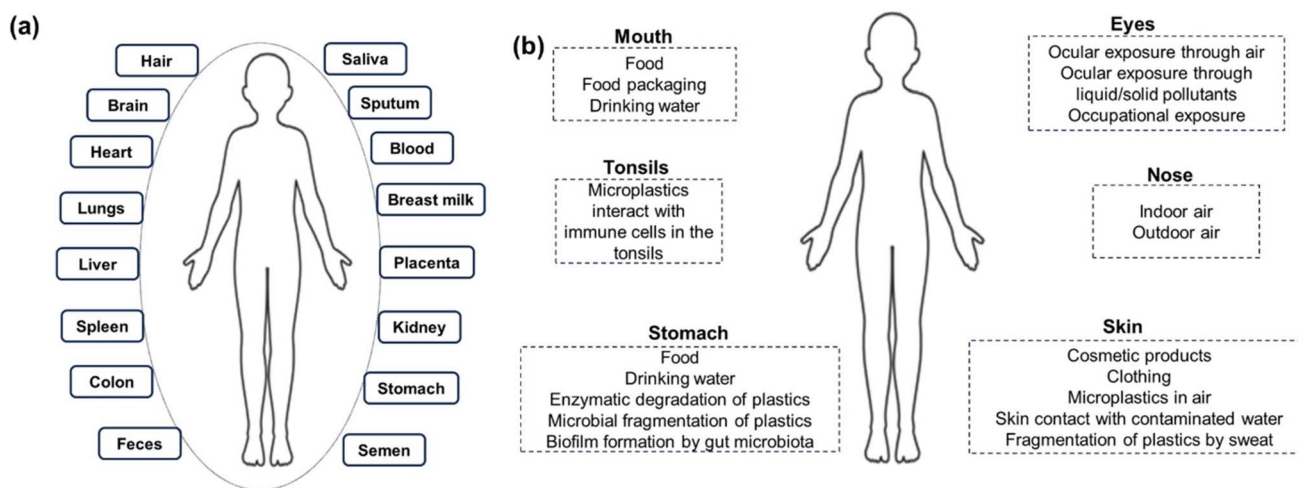 (a)
Hair
Brain
Heart
Lungs
Liver
Spleen
Colon
Feces
Saliva
Sputum
Blood
Breast milk
Placenta
Kidney
Stomach
Semen
(b)
Mouth
Food
Food packaging
Drinking water
Tonsils
Microplastics
interact with
immune cells in the
tonsils
Stomach
Food
Drinking water
Enzymatic degradation of plastics
Microbial fragmentation of plastics
Biofilm formation by gut microbiota
Eyes
Ocular exposure through air
Ocular exposure through
liquid/solid pollutants
Occupational exposure
Nose
Indoor air
Outdoor air
Skin
Cosmetic products
Clothing
Microplastics in air
Skin contact with contaminated water
Fragmentation of plastics by sweat